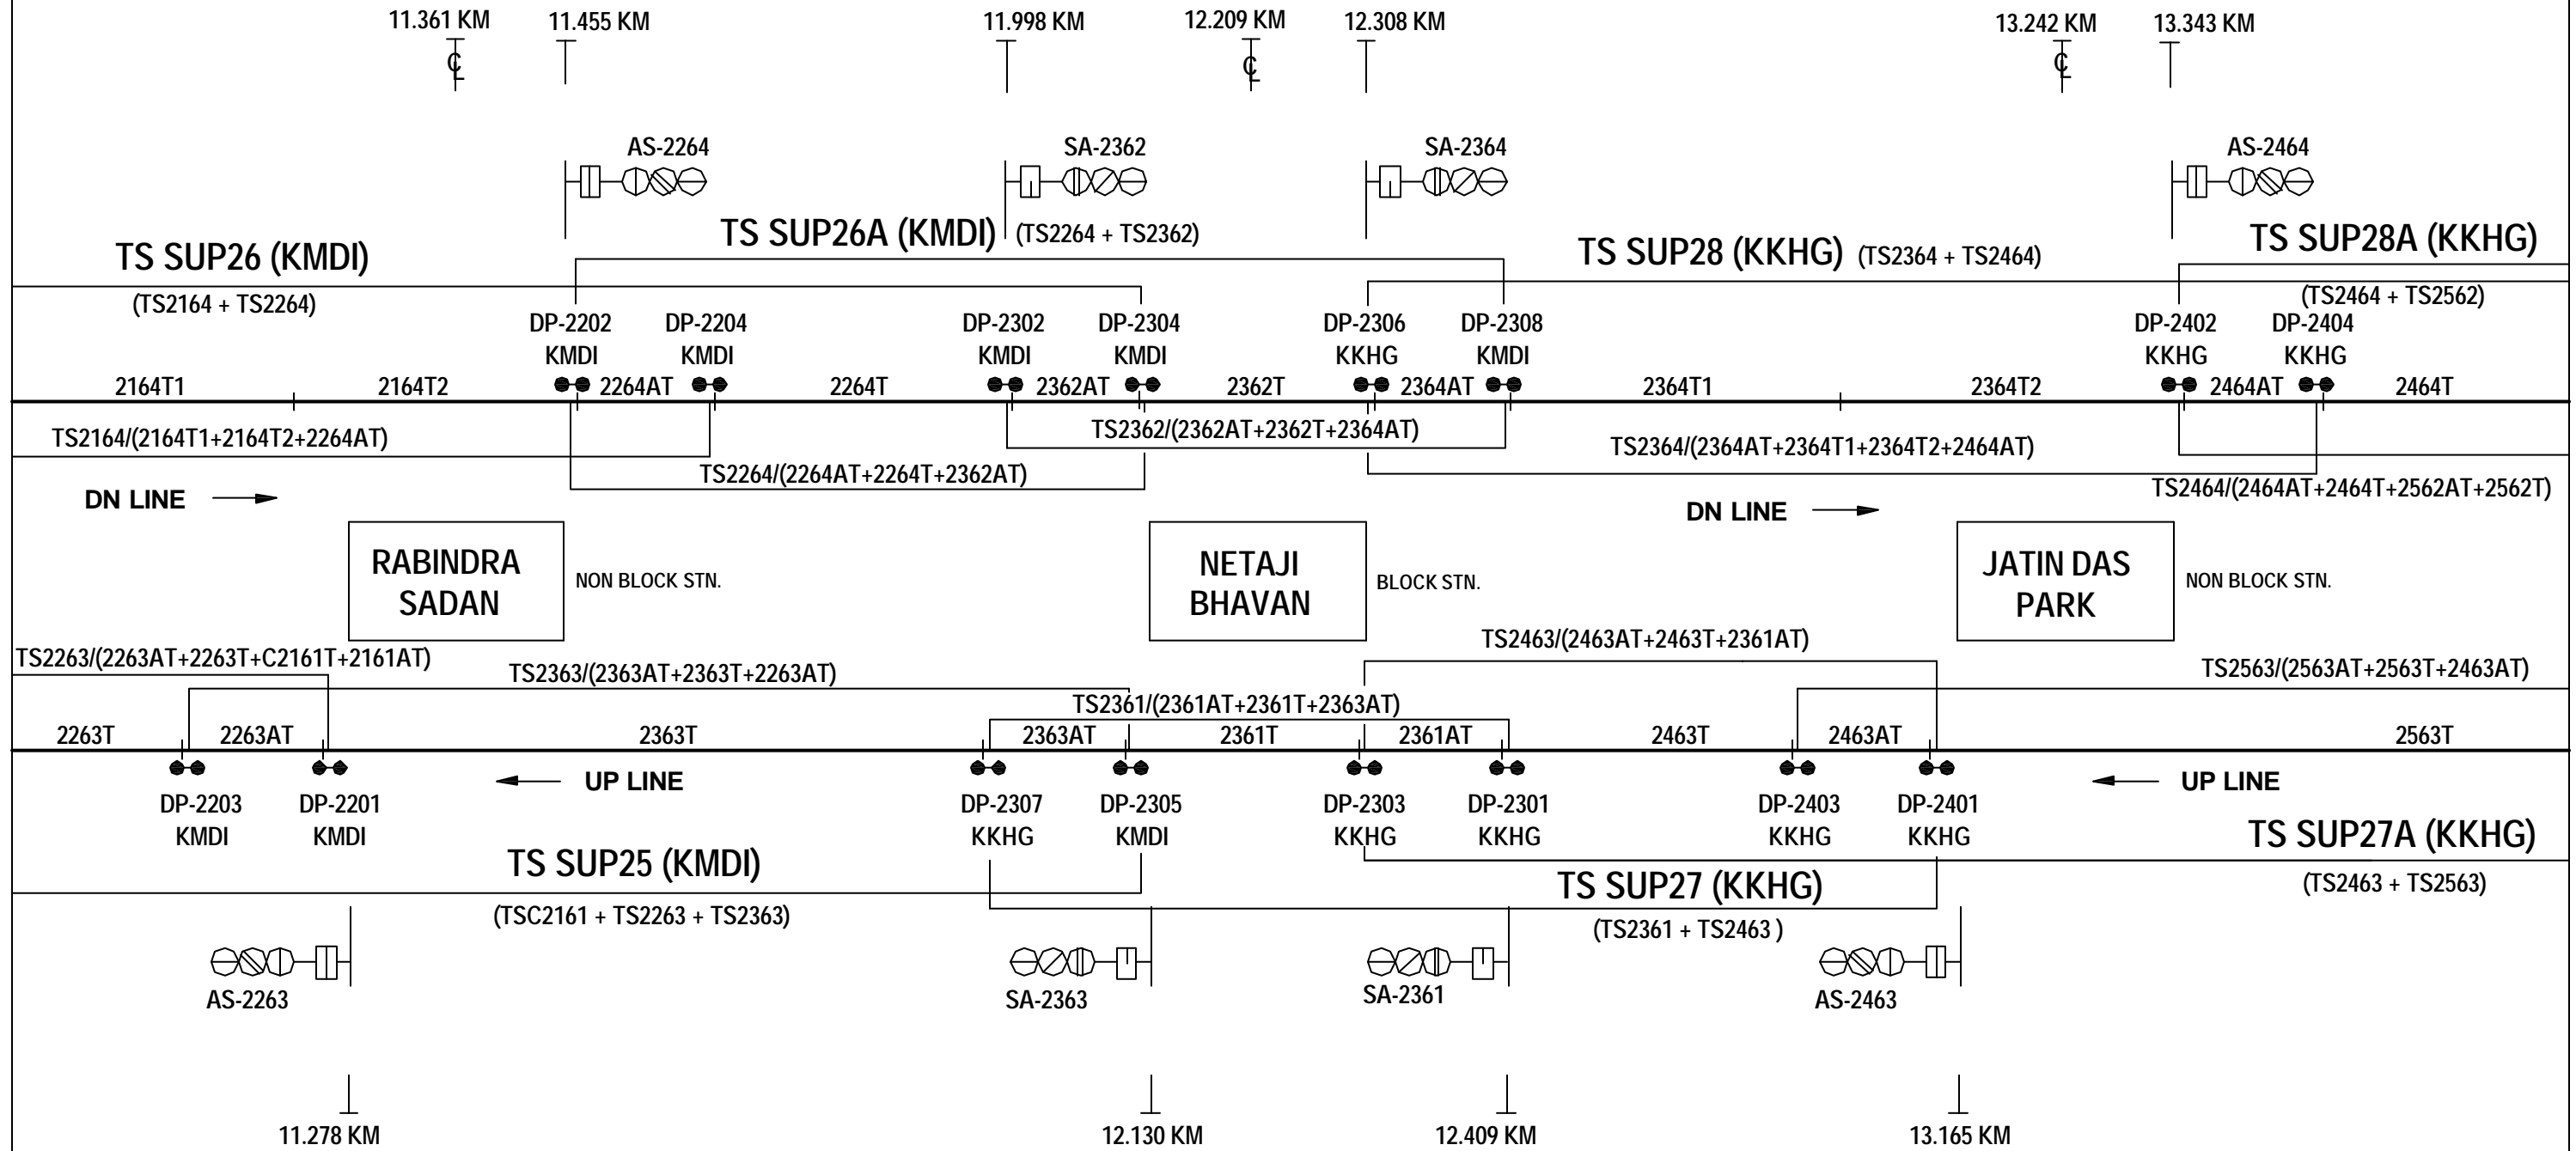 11.361 KM 11.455 KM 11.998 KM 12.209 KM 12.308 KM 13.242 KM 13.343 KM
AS-2264 SA-2362 SA-2364 AS-2464
TS SUP26 (KMDI) TS SUP26A (KMDI) (TS2264 + TS2362) TS SUP28 (KKHG) (TS2364 + TS2464) TS SUP28A (KKHG)
(TS2164 + TS2264) (TS2464 + TS2562)
DP-2202 DP-2204 DP-2302 DP-2304 DP-2306 DP-2308 DP-2402 DP-2404
KMDI KMDI KMDI KMDI KKHG KMDI KKHG KKHG
2164T1 2164T2 2264AT 2264T 2362AT 2362T 2364AT 2364T1 2364T2 2464AT 2464T
TS2164/(2164T1+2164T2+2264AT) TS2362/(2362AT+2362T+2364AT) TS2364/(2364AT+2364T1+2364T2+2464AT)
TS2264/(2264AT+2264T+2362AT) TS2464/(2464AT+2464T+2562AT+2562T)
DN LINE DN LINE
RABINDRA NETAJI JATIN DAS
NON BLOCK STN. BLOCK STN. NON BLOCK STN.
SADAN BHAVAN PARK
TS2263/(2263AT+2263T+C2161T+2161AT) TS2463/(2463AT+2463T+2361AT)
TS2363/(2363AT+2363T+2263AT) TS2563/(2563AT+2563T+2463AT)
TS2361/(2361AT+2361T+2363AT)
2263T 2263AT 2363T 2363AT 2361T 2361AT 2463T 2463AT 2563T
UP LINE UP LINE
DP-2203 DP-2201 DP-2307 DP-2305 DP-2303 DP-2301 DP-2403 DP-2401
KMDI KMDI KKHG KMDI KKHG KKHG KKHG KKHG
TS SUP25 (KMDI) TS SUP27 (KKHG) TS SUP27A (KKHG)
(TSC2161 + TS2263 + TS2363) (TS2361 + TS2463 ) (TS2463 + TS2563)
AS-2263 SA-2363 SA-2361 AS-2463
11.278 KM 12.130 KM 12.409 KM 13.165 KM